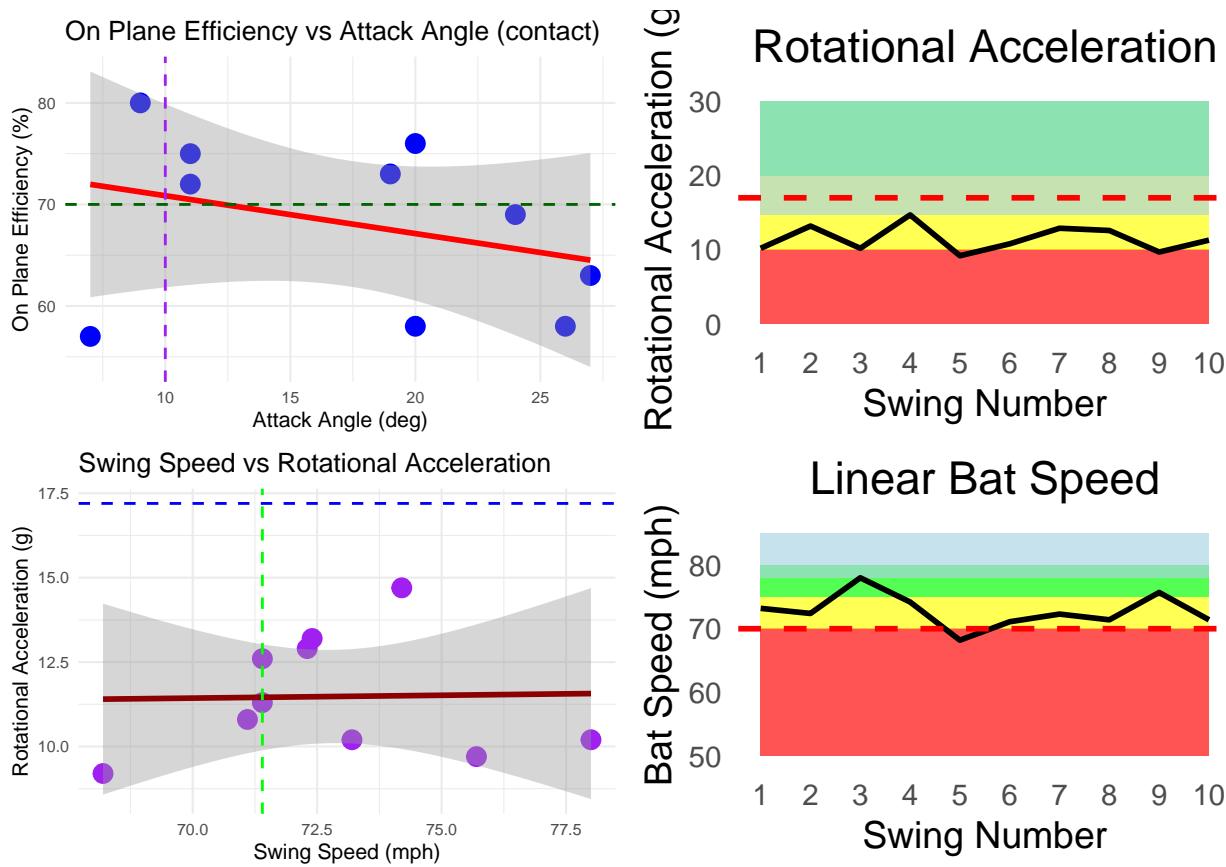 On Plane Efficiency vs Attack Angle (contact)
On Plane Efficiency (%)
80
70
60
10
15
20
25
Attack Angle (deg)
Rotational Acceleration
Rotational Acceleration (g
30
20
10
0
1 2 3 4 5 6 7 8 9 10
Swing Number
Swing Speed vs Rotational Acceleration
Rotational Acceleration (g)
17.5
15.0
12.5
10.0
70.0
72.5
75.0
77.5
Swing Speed (mph)
Linear Bat Speed
Bat Speed (mph)
80
70
60
50
1 2 3 4 5 6 7 8 9 10
Swing Number